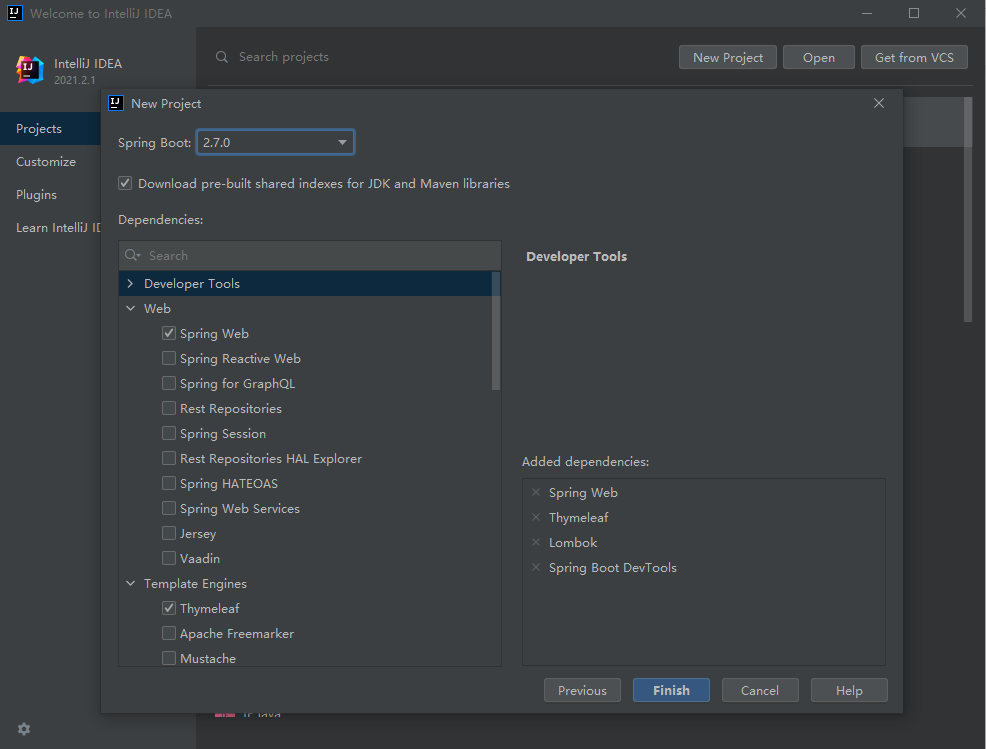 Welcome to IntelliJ IDEA
IntelliJ IDEA
2021.2.1
Search projects
New Project
Open
Get from VCS
Projects
Customize
Plugins
Learn IntelliJ
New Project
Spring Boot: 2.7.0
Download pre-built shared indexes for JDK and Maven libraries
Dependencies:
Search
Developer Tools
Web
Spring Web
Spring Reactive Web
Spring for GraphQL
Rest Repositories
Spring Session
Rest Repositories HAL Explorer
Spring HATEOAS
Spring Web Services
Jersey
Vaadin
Template Engines
Thymeleaf
Apache Freemarker
Mustache
Developer Tools
Added dependencies:
Spring Web
Thymeleaf
Lombok
Spring Boot DevTools
Previous
Finish
Cancel
Help